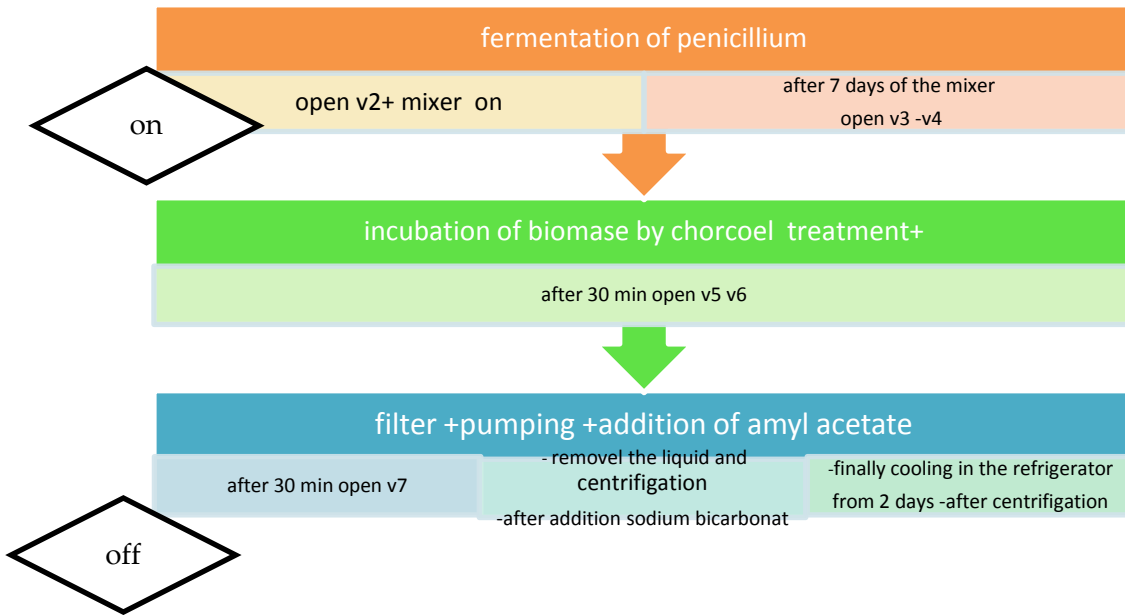 fermentation of penicillium
on
open v2+ mixer on
after 7 days of the mixer
open v3 -v4
incubation of biomase by chorcoel treatment+
after 30 min open v5 v6
filter +pumping +addition of amyl acetate
after 30 min open v7
- removel the liquid and
centrifigation
-after addition sodium bicarbonat
-finally cooling in the refrigerator
from 2 days -after centrifigation
off